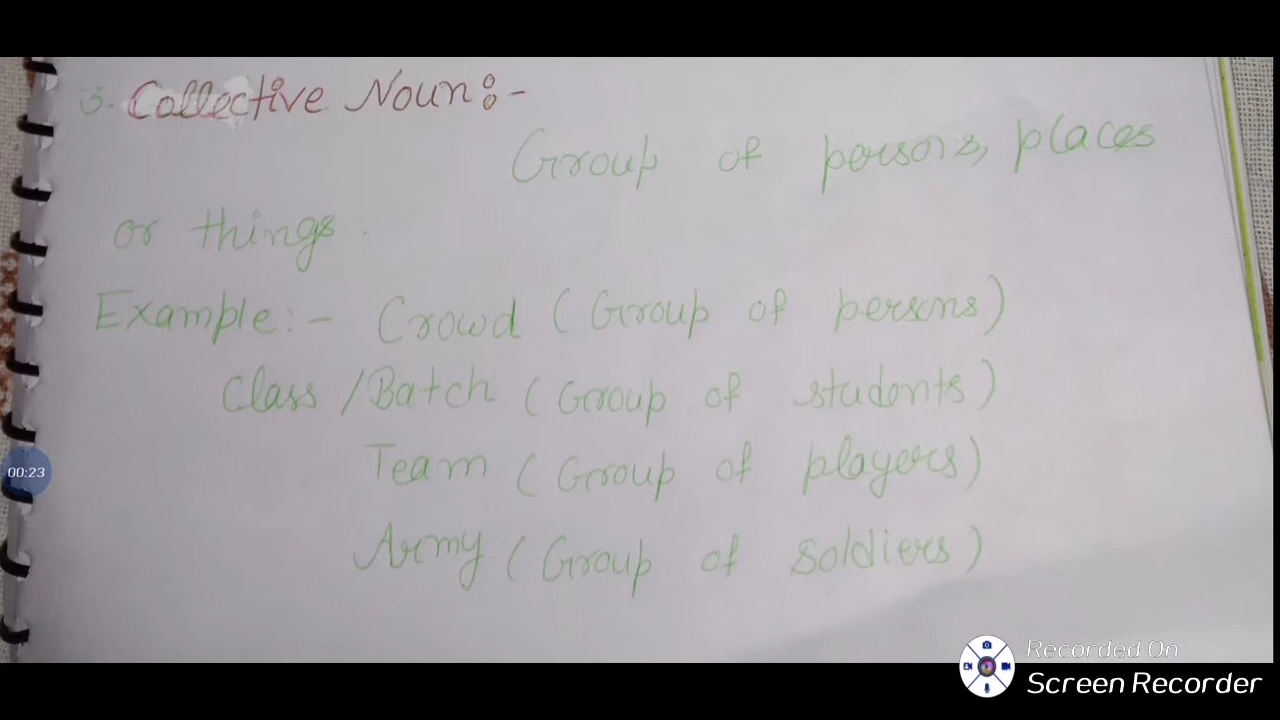 3. Collective Noun:-
Group of persons, places
or things.
Example:- Crowd (Group of persons)
Class/Batch (Group of students)
Team (Group of players)
Army (Group of soldiers)
00:23
Recorded On
Screen Recorder